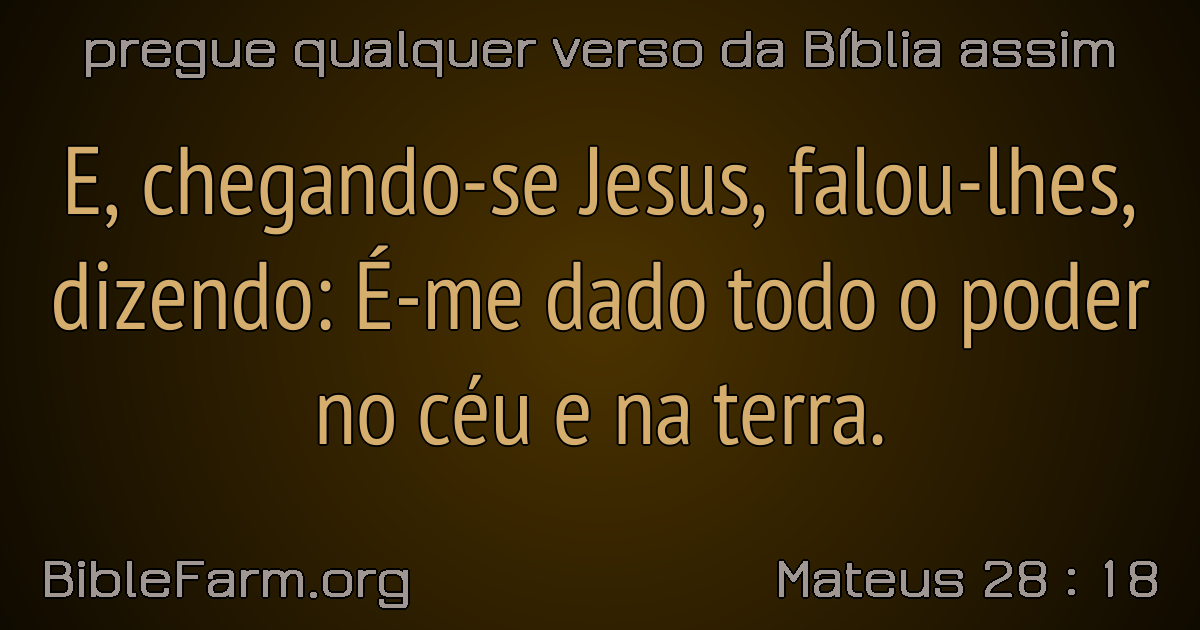 pregue qualquer verso da Bíblia assim
E, chegando-se Jesus, falou-lhes,
dizendo: É-me dado todo o poder
no céu e na terra.
BibleFarm.org
Mateus 28 : 18